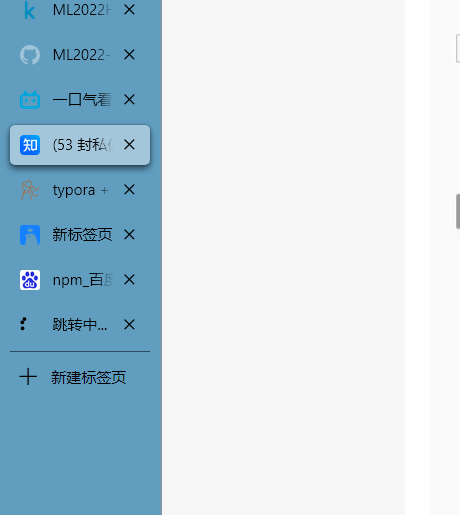 ML2022
ML2022-
一口气看
知 (53 封私
typora +
新标签页
du npm_百度
跳转中...
新建标签页